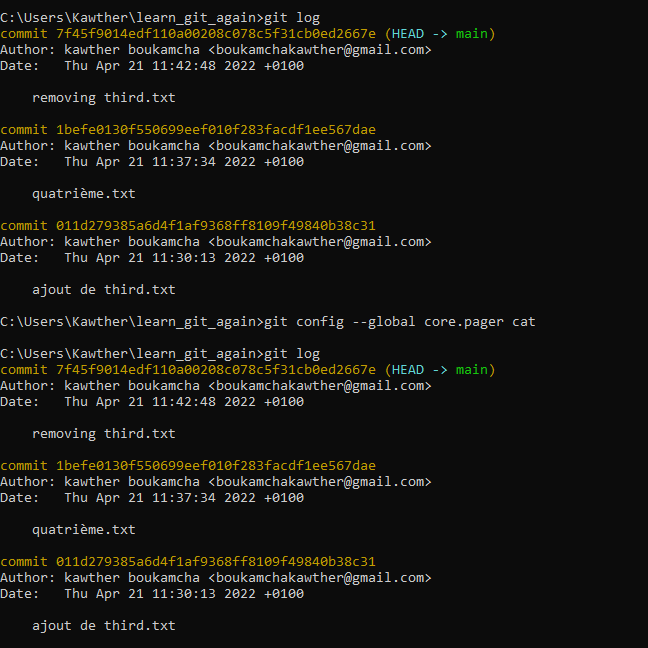 C:\Users\Kawther\learn_git_again>git log
commit 7f45f9014edf110a00208c078c5f31cb0ed2667e (HEAD -> main)
Author: kawther boukamcha <boukamchakawther@gmail.com>
Date:   Thu Apr 21 11:42:48 2022 +0100
    removing third.txt
commit 1befe0130f550699eef010f283facdf1ee567dae
Author: kawther boukamcha <boukamchakawther@gmail.com>
Date:   Thu Apr 21 11:37:34 2022 +0100
    quatrième.txt
commit 011d279385a6d4f1af9368ff8109f49840b38c31
Author: kawther boukamcha <boukamchakawther@gmail.com>
Date:   Thu Apr 21 11:30:13 2022 +0100
    ajout de third.txt
C:\Users\Kawther\learn_git_again>git config --global core.pager cat
C:\Users\Kawther\learn_git_again>git log
commit 7f45f9014edf110a00208c078c5f31cb0ed2667e (HEAD -> main)
Author: kawther boukamcha <boukamchakawther@gmail.com>
Date:   Thu Apr 21 11:42:48 2022 +0100
    removing third.txt
commit 1befe0130f550699eef010f283facdf1ee567dae
Author: kawther boukamcha <boukamchakawther@gmail.com>
Date:   Thu Apr 21 11:37:34 2022 +0100
    quatrième.txt
commit 011d279385a6d4f1af9368ff8109f49840b38c31
Author: kawther boukamcha <boukamchakawther@gmail.com>
Date:   Thu Apr 21 11:30:13 2022 +0100
    ajout de third.txt